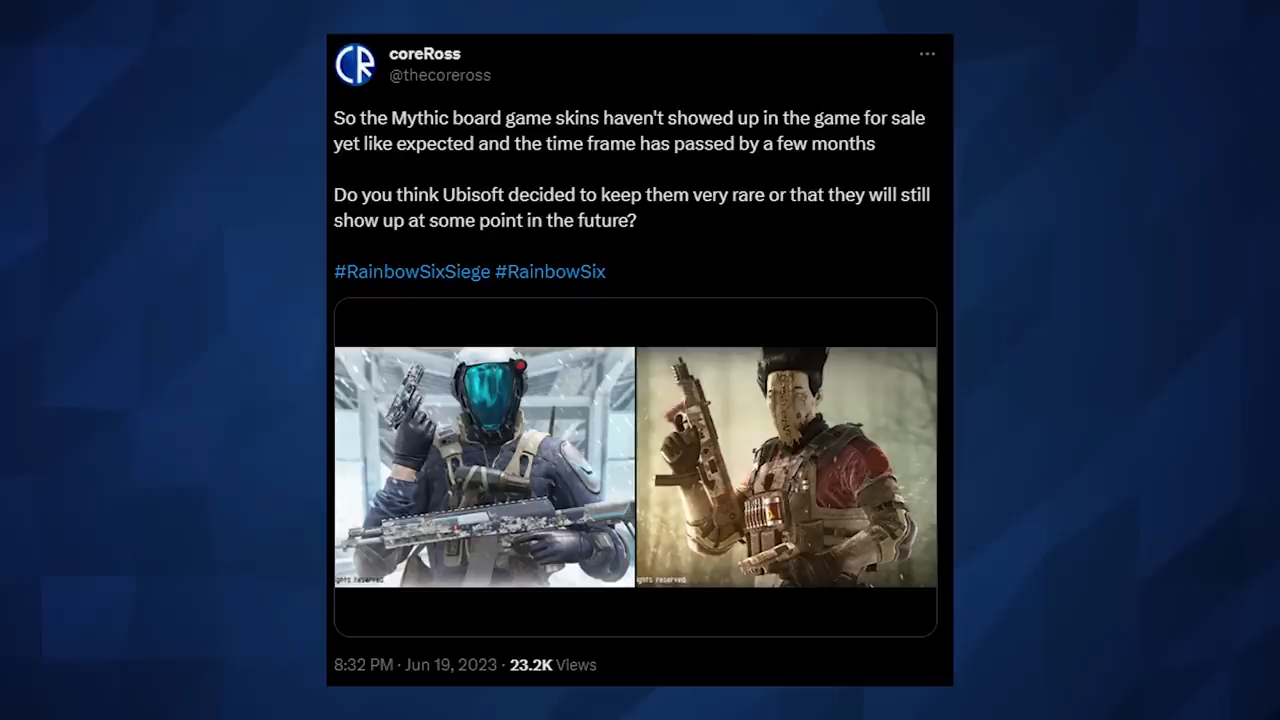 CR
coreRoss
@thecoreross
So the Mythic board game skins haven't showed up in the game for sale
yet like expected and the time frame has passed by a few months
Do you think Ubisoft decided to keep them very rare or that they will still
show up at some point in the future?
#RainbowSixSiege #RainbowSix
ghts reserved.
ghts reserved.
8:32 PM · Jun 19, 2023 · 23.2K Views